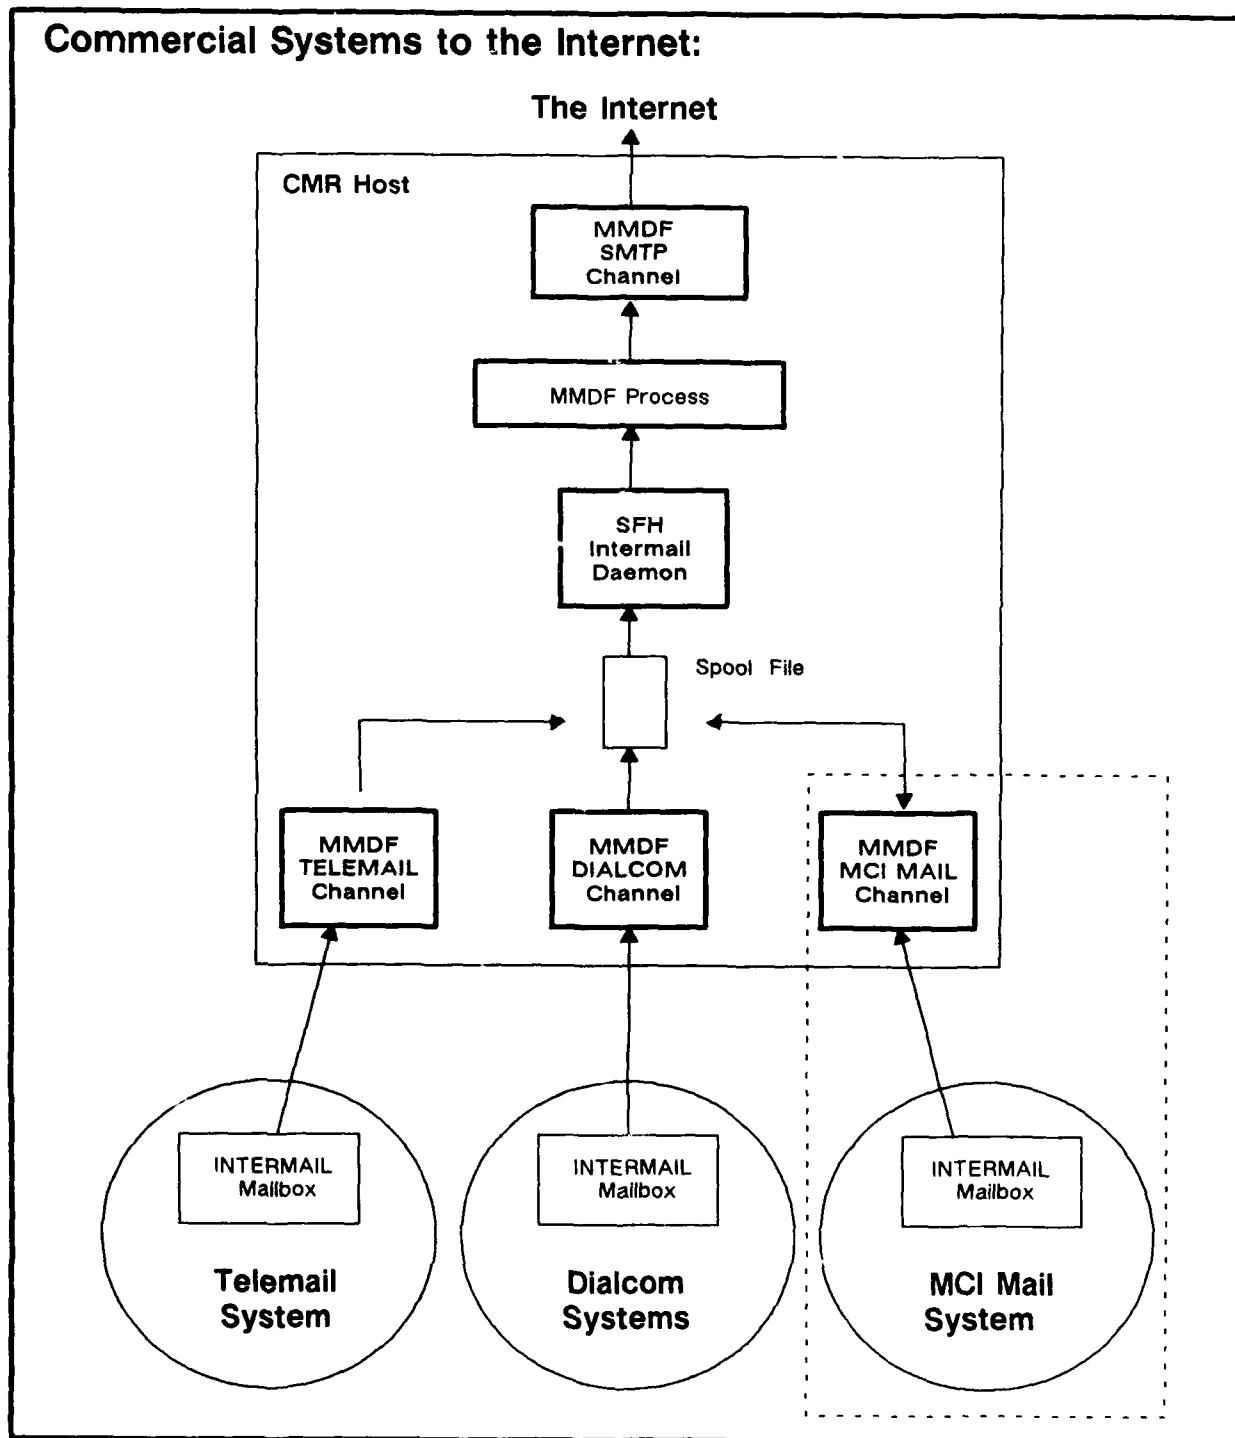 Commercial Systems to the Internet:
The Internet
CMR Host
MMDF
SMTP
Channel
MMDF Process
SFH
Intermail
Daemon
Spool File
MMDF
TELEMAIL
Channel
MMDF
DIALCOM
Channel
MMDF
MCI MAIL
Channel
INTERMAIL
Mailbox
INTERMAIL
Mailbox
INTERMAIL
Mailbox
Telemail
System
Dialcom
Systems
MCI Mail
System